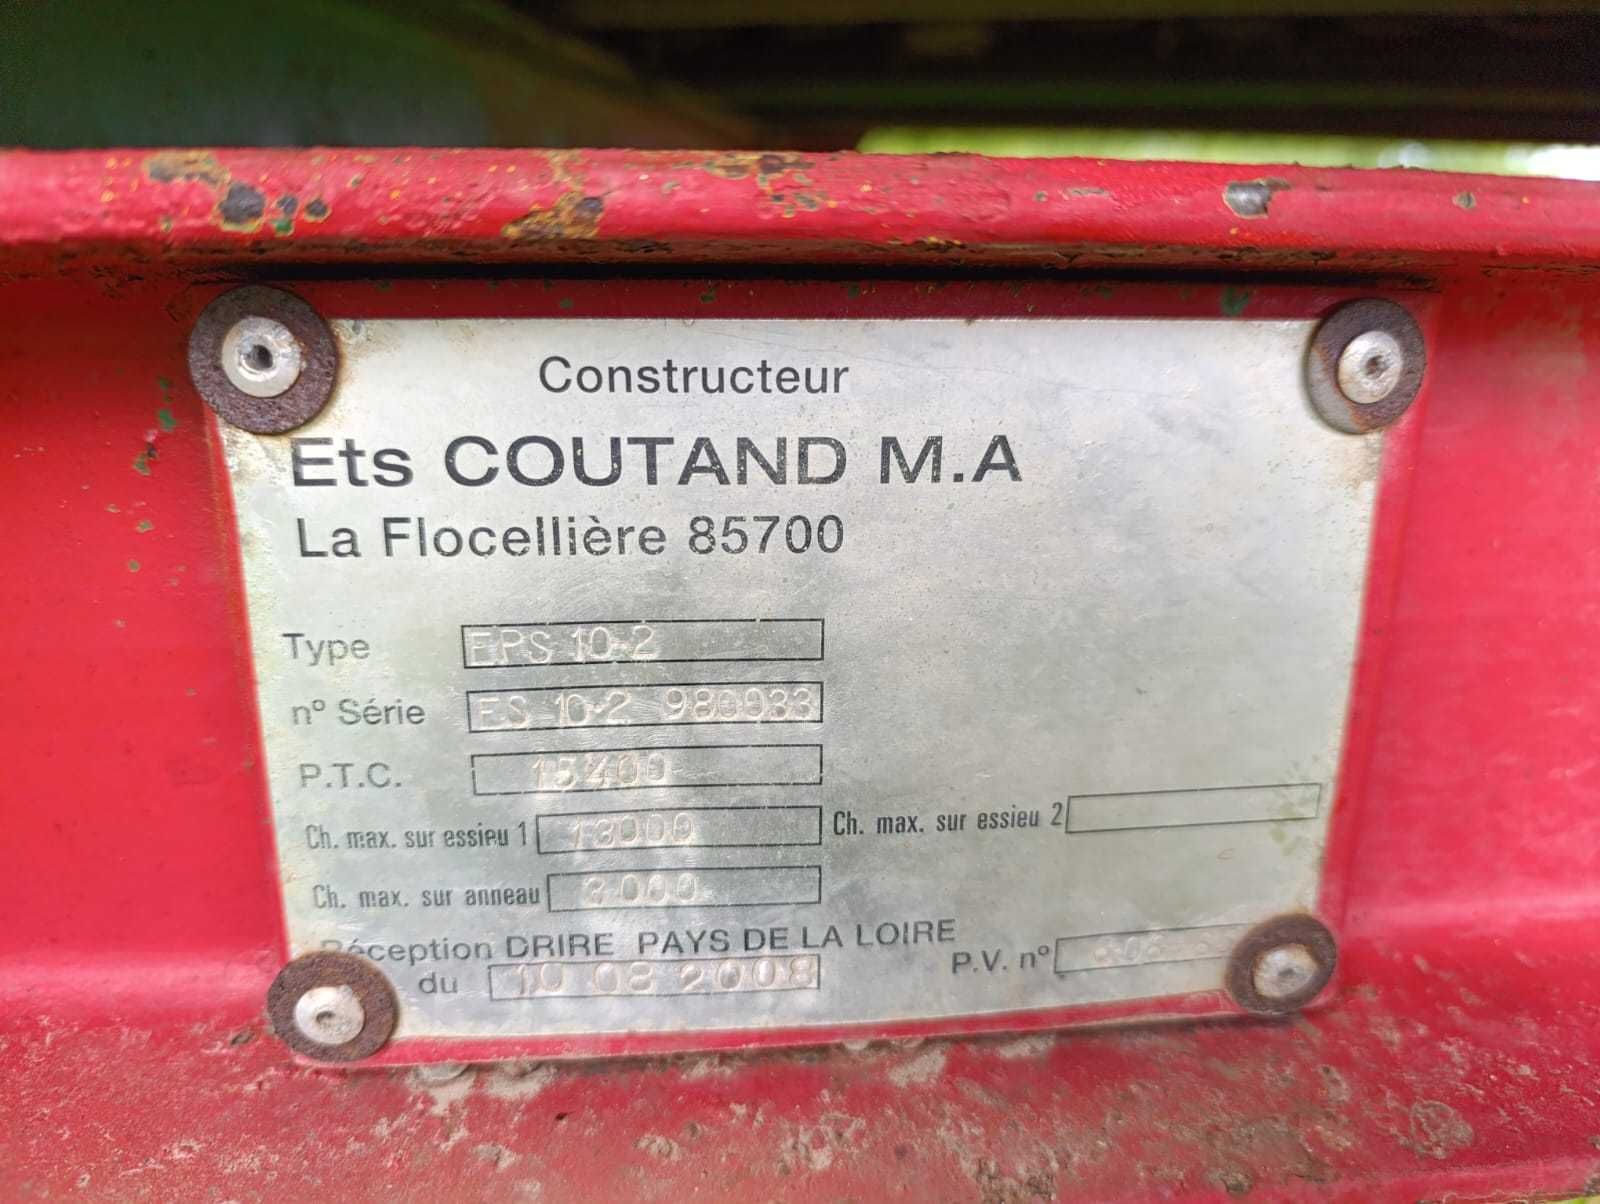 Constructeur
Ets COUTAND M.A
La Flocellière 85700
Type EPS 10-2
n° Série ES 10-2 980933
P.T.C. 15400
Ch. max. sur essieu 1 13000 Ch. max. sur essieu 2
Ch. max. sur anneau
Réception DRIRE PAYS DE LA LOIRE
du 10 08 2008 P.V. n°